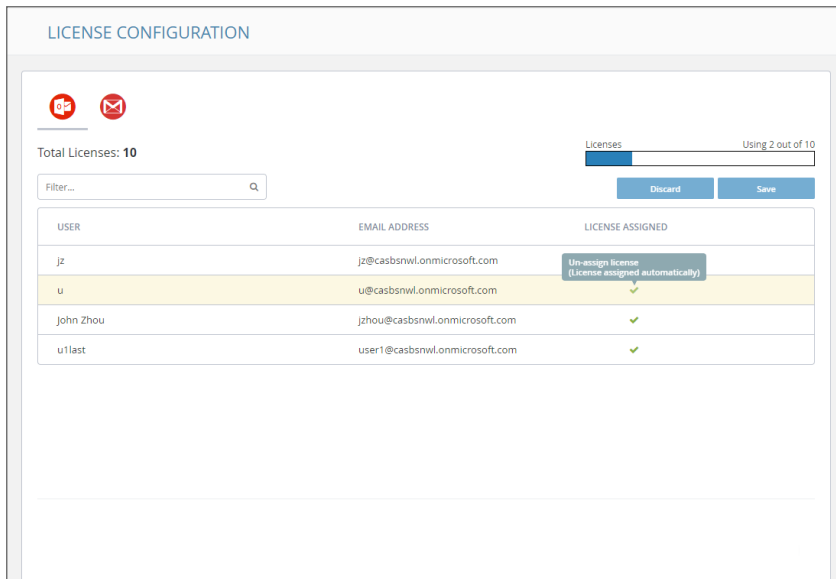 LICENSE CONFIGURATION
Total Licenses: 10
Licenses Using 2 out of 10
Filter...
Discard Save
USER EMAIL ADDRESS LICENSE ASSIGNED
jz jz@casbsnwl.onmicrosoft.com
Un-assign license
(License assigned automatically)
u u@casbsnwl.onmicrosoft.com
John Zhou jzhou@casbsnwl.onmicrosoft.com
u1last user1@casbsnwl.onmicrosoft.com